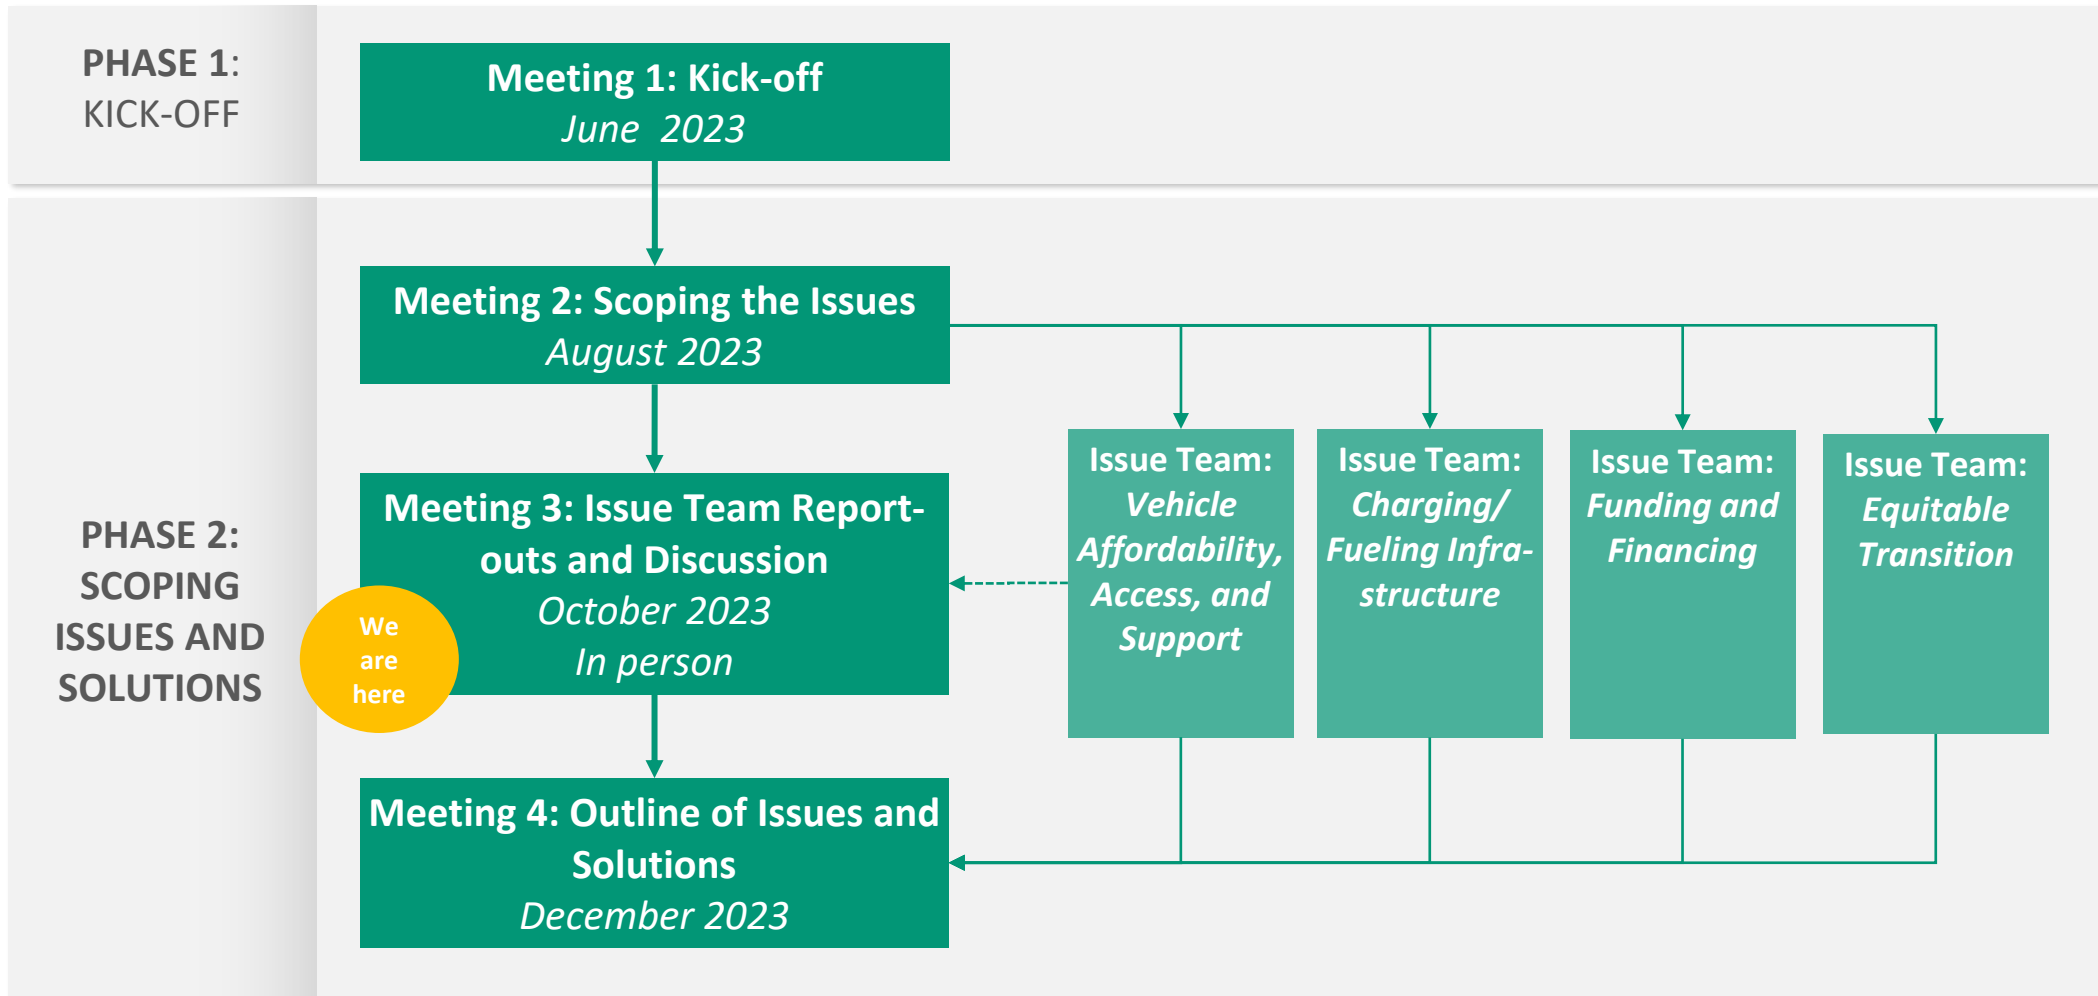 PHASE 1:
KICK-OFF
Meeting 1: Kick-off
June 2023
PHASE 2:
SCOPING
ISSUES AND
SOLUTIONS
Meeting 2: Scoping the Issues
August 2023
Meeting 3: Issue Team Report-
outs and Discussion
October 2023
In person
We
are
here
Meeting 4: Outline of Issues and
Solutions
December 2023
Issue Team:
Vehicle
Affordability,
Access, and
Support
Issue Team:
Charging/
Fueling Infra-
structure
Issue Team:
Funding and
Financing
Issue Team:
Equitable
Transition